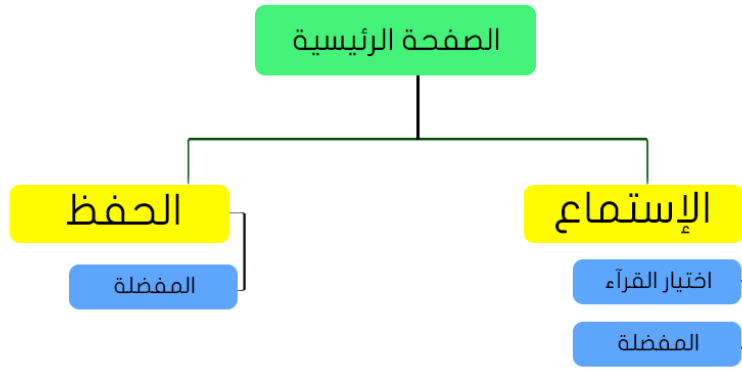 الصفحة الرئيسية
الإستماع
اختيار القرآء
المفضلة
الحفظ
المفضلة